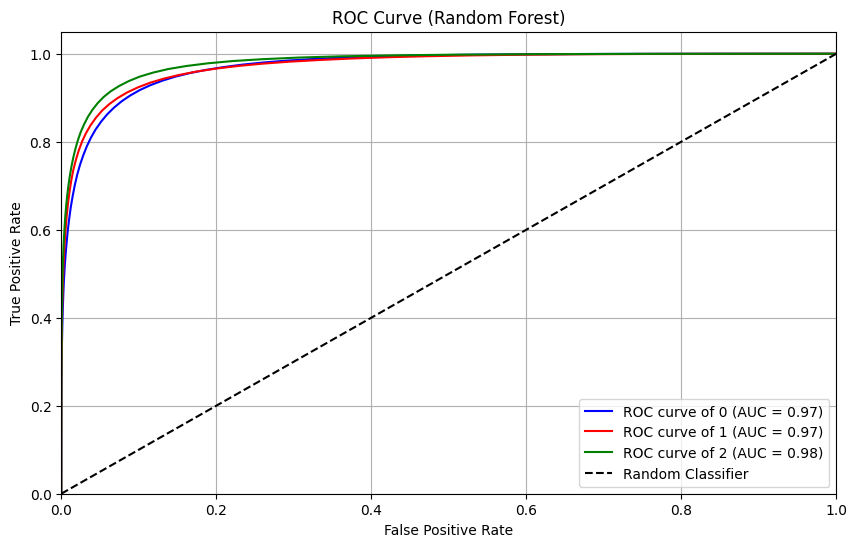 ROC Curve (Random Forest)
True Positive Rate
1.0
0.8
0.6
0.4
0.2
0.0
0.0 0.2 0.4 0.6 0.8 1.0
False Positive Rate
ROC curve of 0 (AUC = 0.97)
ROC curve of 1 (AUC = 0.97)
ROC curve of 2 (AUC = 0.98)
Random Classifier